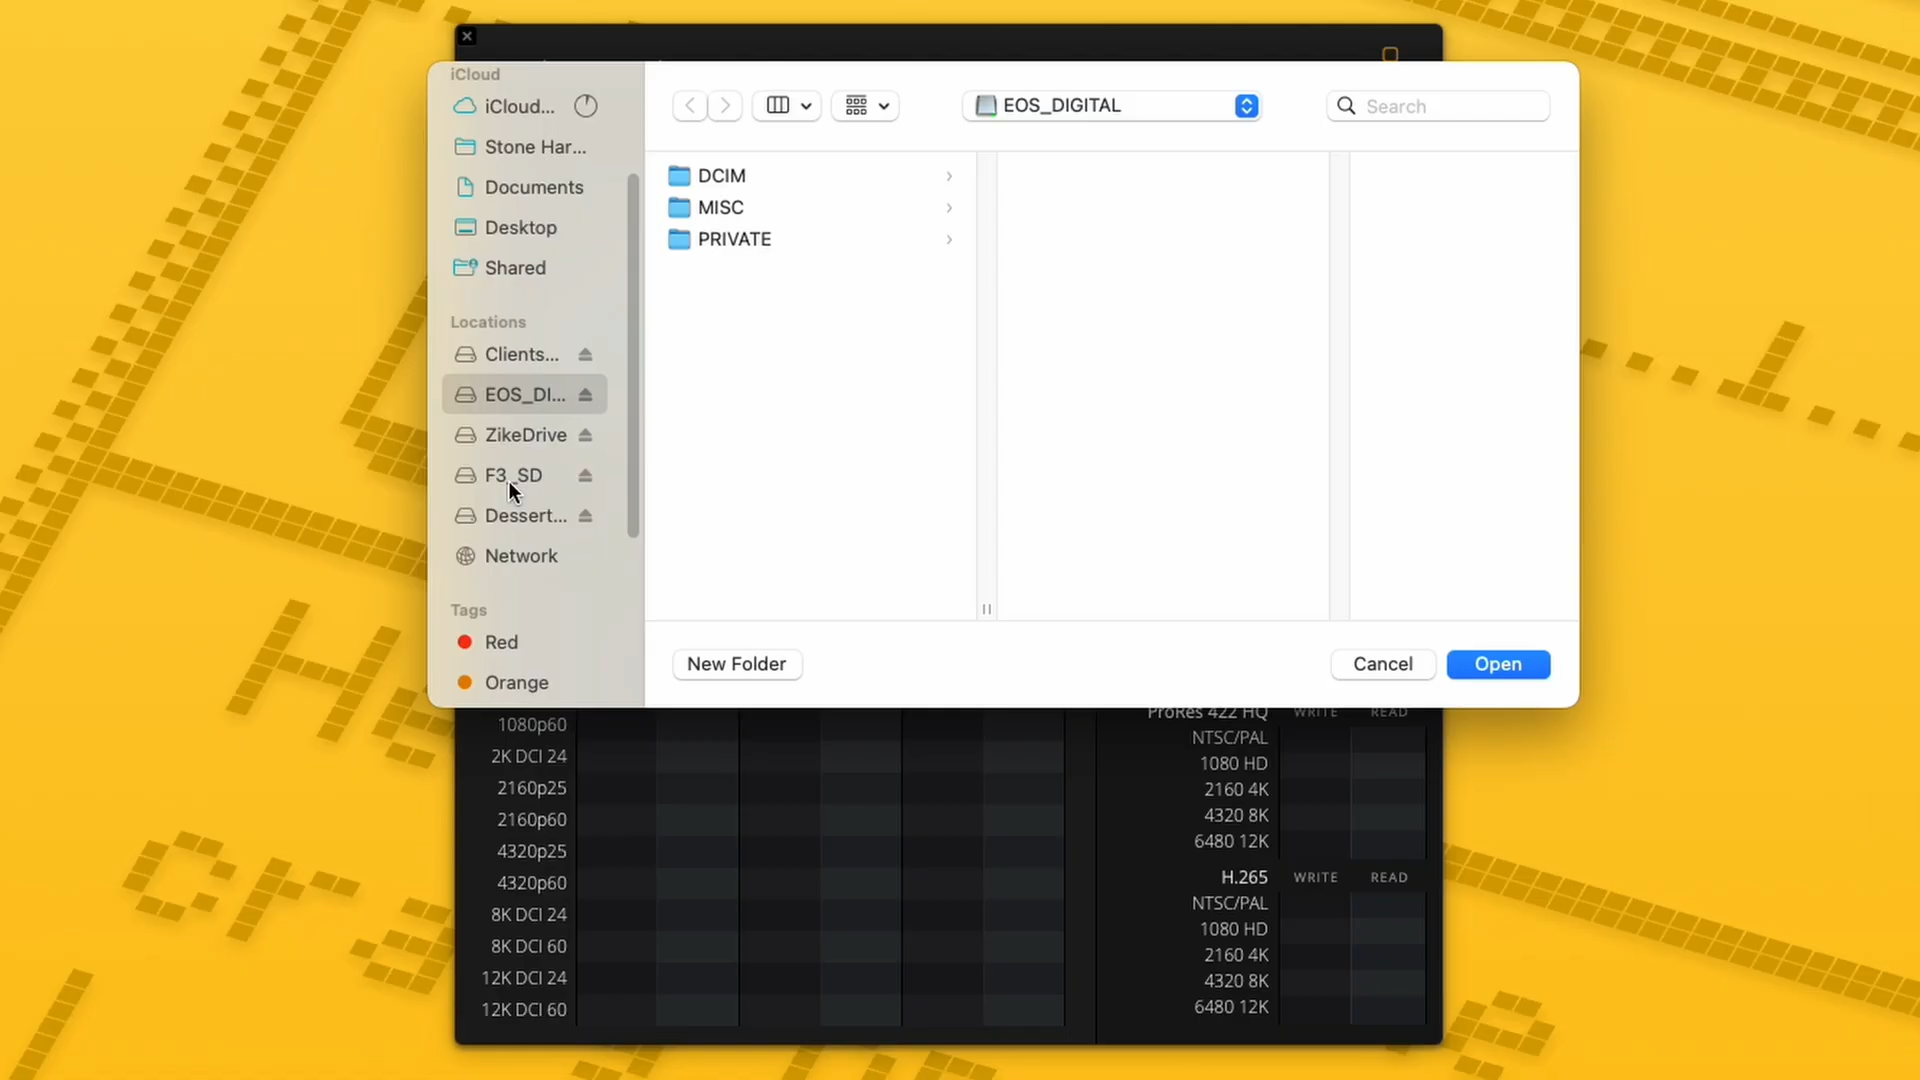 iCloud
iCloud...
Stone Har...
Documents
Desktop
Shared
Locations
Clients...
EOS_DI...
ZikeDrive
F3_SD
Dessert...
Network
Tags
Red
Orange
EOS_DIGITAL
Search
DCIM
MISC
PRIVATE
New Folder
Cancel
Open
1080p60
2K DCI 24
2160p25
2160p60
4320p25
4320p60
8K DCI 24
8K DCI 60
12K DCI 24
12K DCI 60
ProRes 422 HQ WRITE READ
NTSC/PAL
1080 HD
2160 4K
4320 8K
6480 12K
H.265 WRITE READ
NTSC/PAL
1080 HD
2160 4K
4320 8K
6480 12K